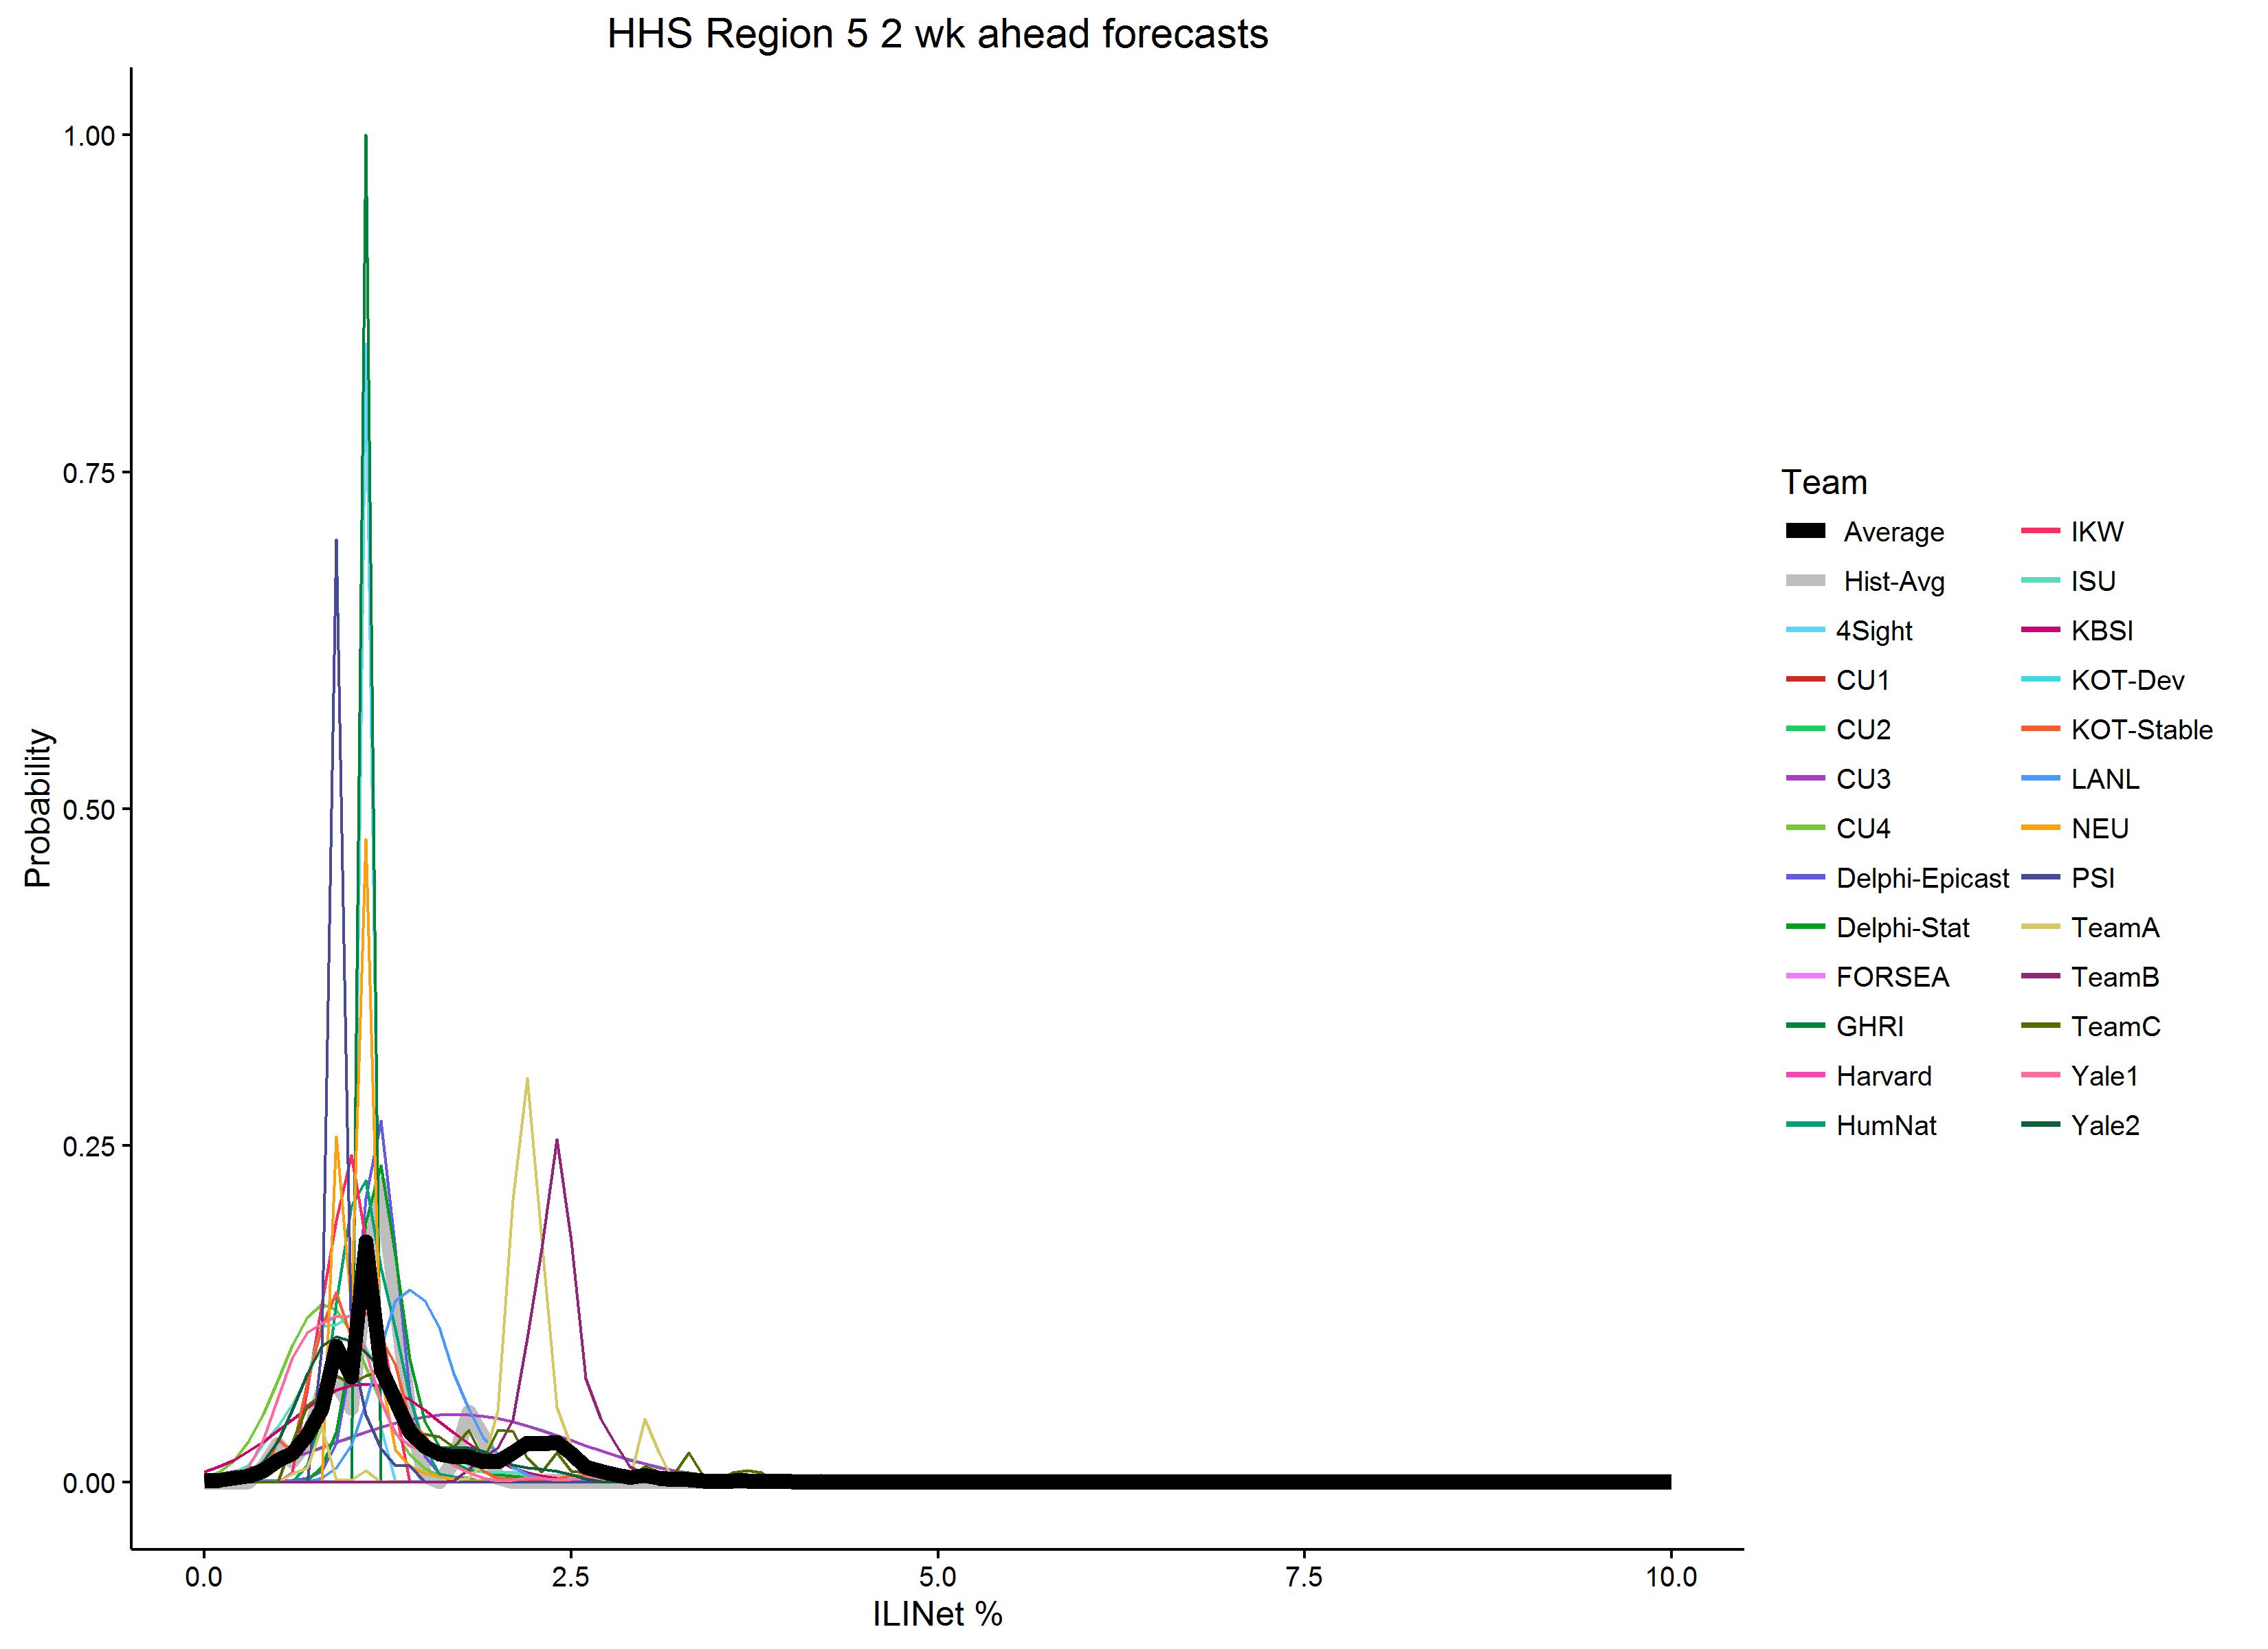 HHS Region 5 2 wk ahead forecasts
1.00
0.75
0.50
0.25
0.00
Probability
0.0 2.5 5.0 7.5 10.0
ILINet %
Team
Average
Hist-Avg
4Sight
CU1
CU2
CU3
CU4
Delphi-Epicast
Delphi-Stat
FORSEA
GHRI
Harvard
HumNat
IKW
ISU
KBSI
KOT-Dev
KOT-Stable
LANL
NEU
PSI
TeamA
TeamB
TeamC
Yale1
Yale2